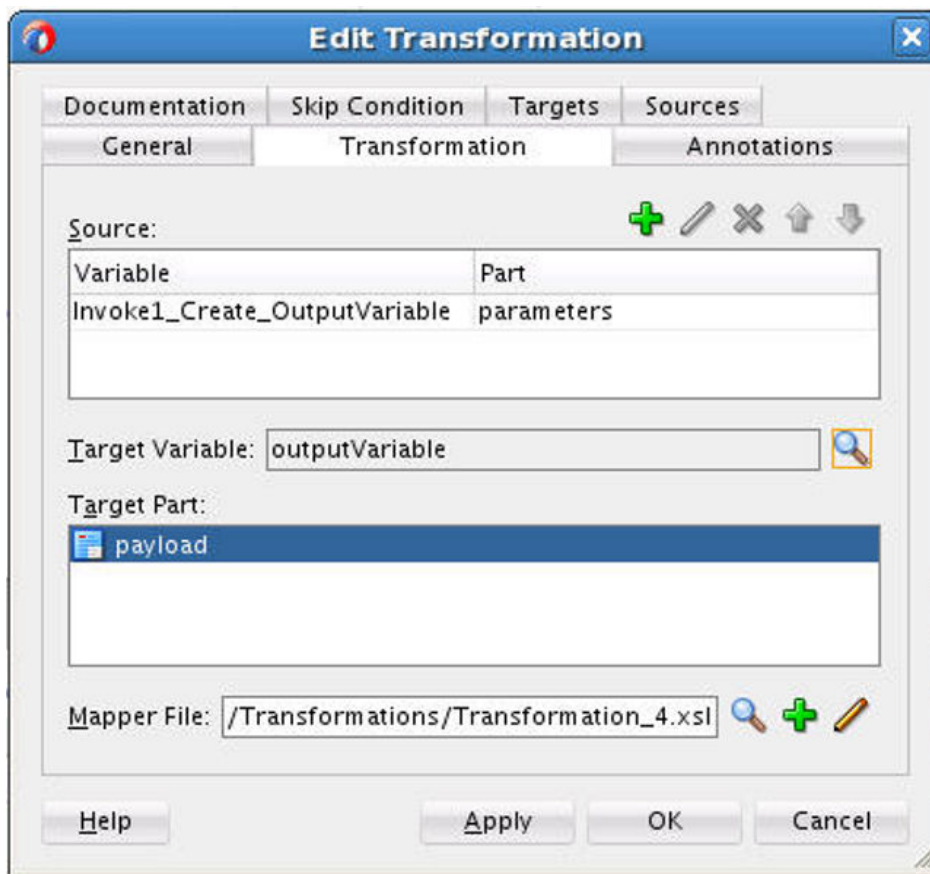 Edit Transformation
Documentation Skip Condition Targets Sources
General Transformation Annotations
Source:
Variable Part
Invoke1_Create_OutputVariable parameters
Target Variable: outputVariable
Target Part:
payload
Mapper File: /Transformations/Transformation_4.xsl
Help Apply OK Cancel